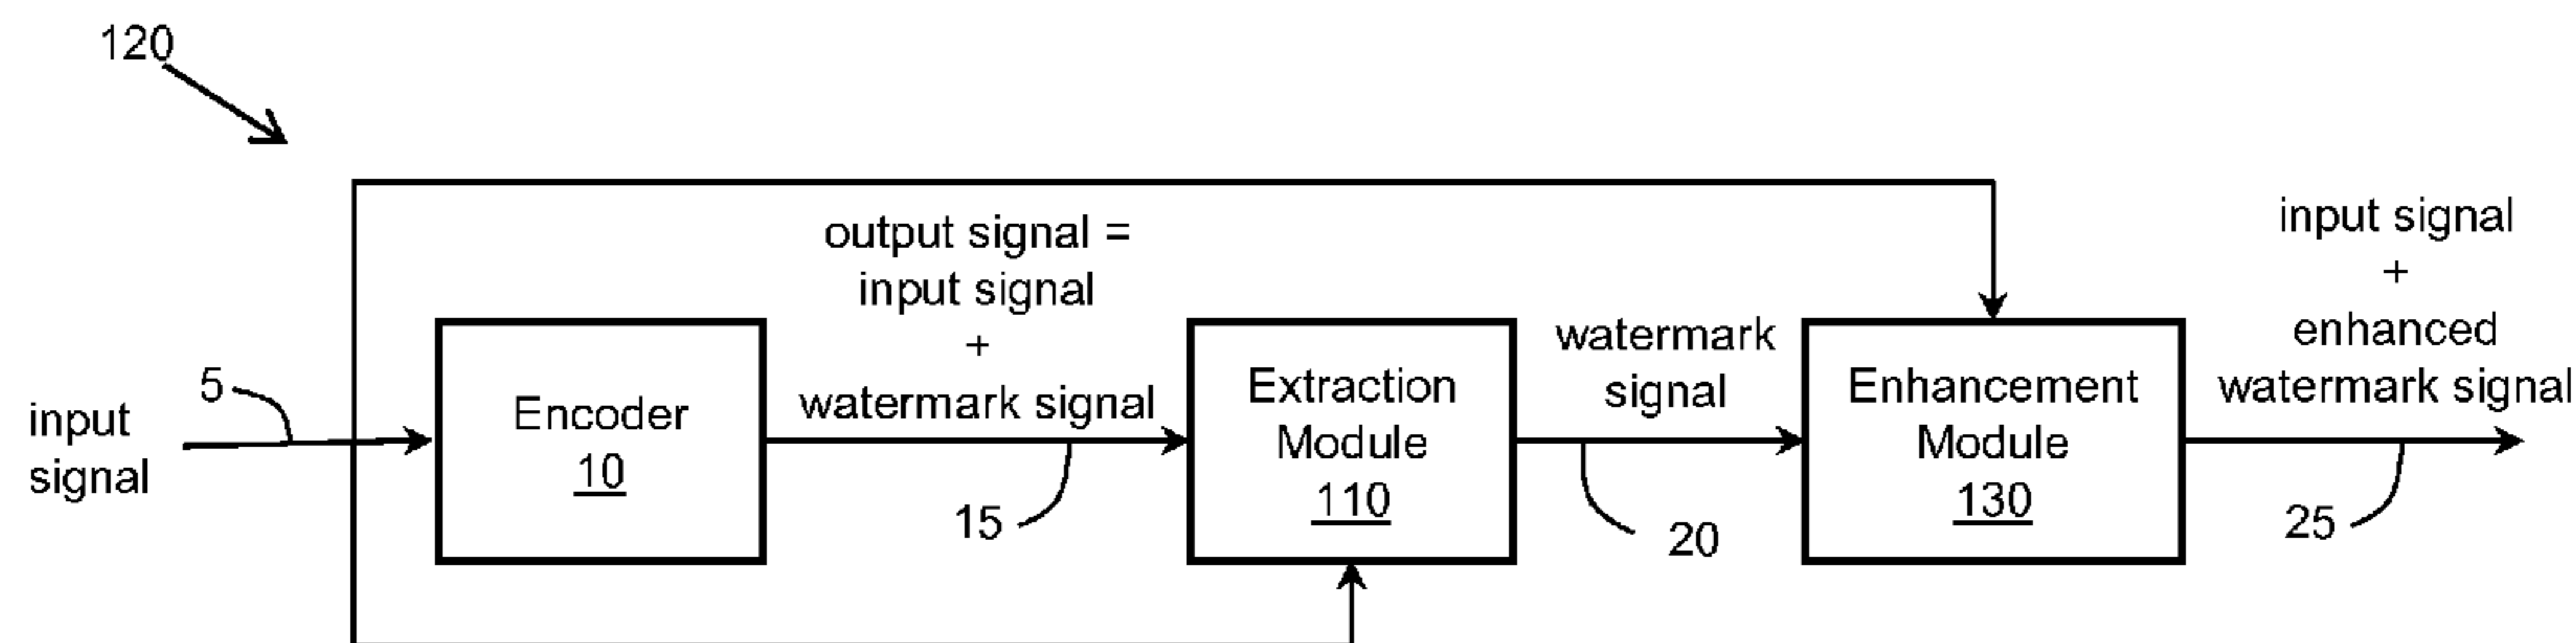 120
input
signal
5
Encoder
10
output signal =
input signal
+
watermark signal
15
Extraction
Module
110
watermark
signal
20
Enhancement
Module
130
input signal
+
enhanced
watermark signal
25